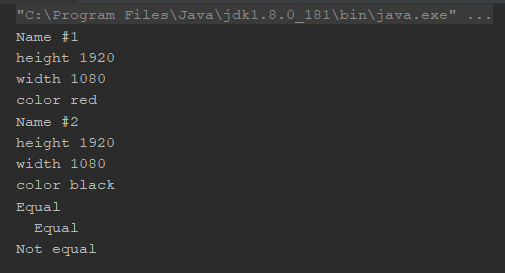 "C:\Program Files\Java\jdk1.8.0_181\bin\java.exe" ...
Name #1
height 1920
width 1080
color red
Name #2
height 1920
width 1080
color black
Equal
  Equal
Not equal